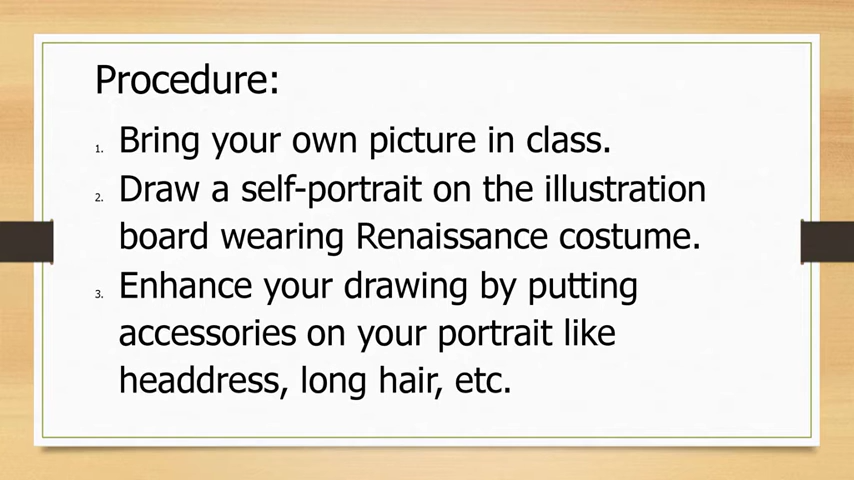 Procedure:
1. Bring your own picture in class.
2. Draw a self-portrait on the illustration
board wearing Renaissance costume.
3. Enhance your drawing by putting
accessories on your portrait like
headdress, long hair, etc.